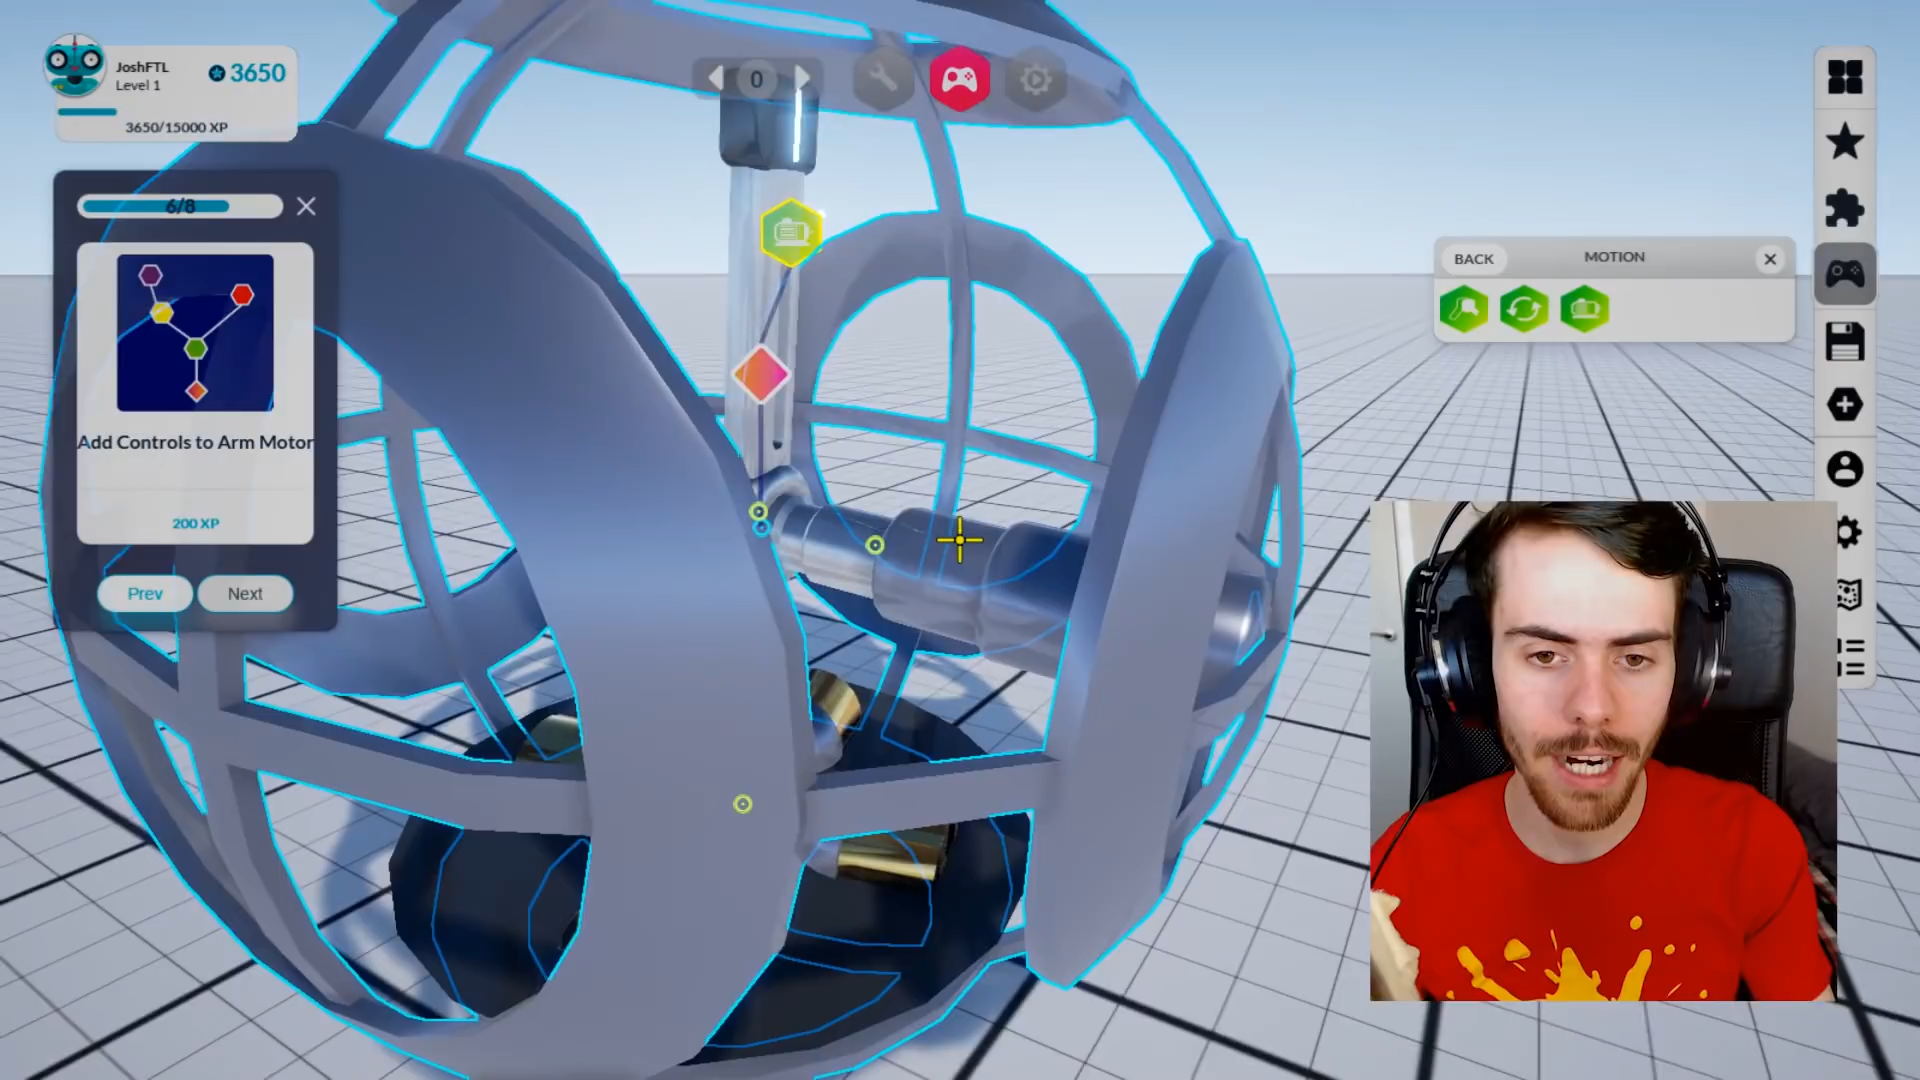 JoshFTL
3650
Level 1
3650/15000 XP
0
6/8
Add Controls to Arm Motor
200 XP
Prev
Next
BACK
MOTION